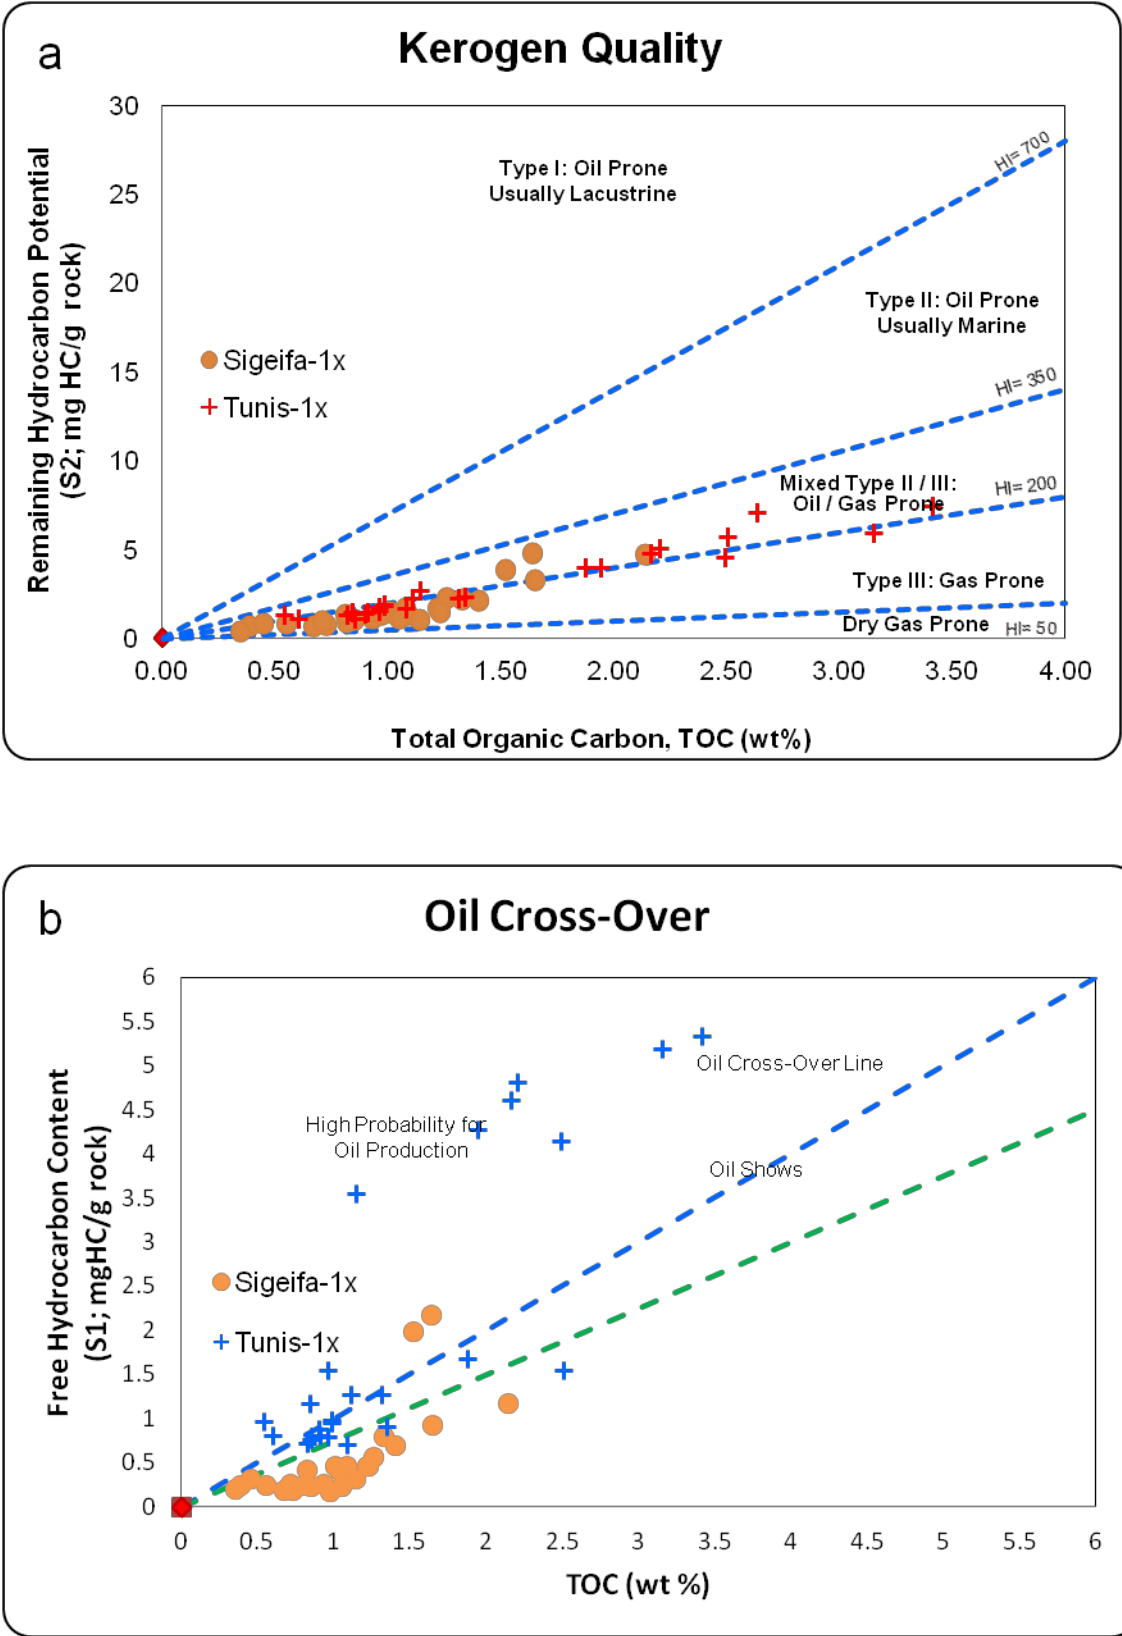 a
Kerogen Quality
Remaining Hydrocarbon Potential
(S2; mg HC/g rock)
30
25
20
15
10
5
0
Type I: Oil Prone
Usually Lacustrine
HI= 700
Type II: Oil Prone
Usually Marine
HI= 350
Sigeifa-1x
Tunis-1x
Mixed Type II / III:
Oil / Gas Prone
HI= 200
Type III: Gas Prone
Dry Gas Prone
HI= 50
0.00 0.50 1.00 1.50 2.00 2.50 3.00 3.50 4.00
Total Organic Carbon, TOC (wt%)
b
Oil Cross-Over
Free Hydrocarbon Content
(S1; mgHC/g rock)
6
5.5
5
4.5
4
3.5
3
2.5
2
1.5
1
0.5
0
Oil Cross-Over Line
High Probability for
Oil Production
Oil Shows
Sigeifa-1x
Tunis-1x
0 0.5 1 1.5 2 2.5 3 3.5 4 4.5 5 5.5 6
TOC (wt %)